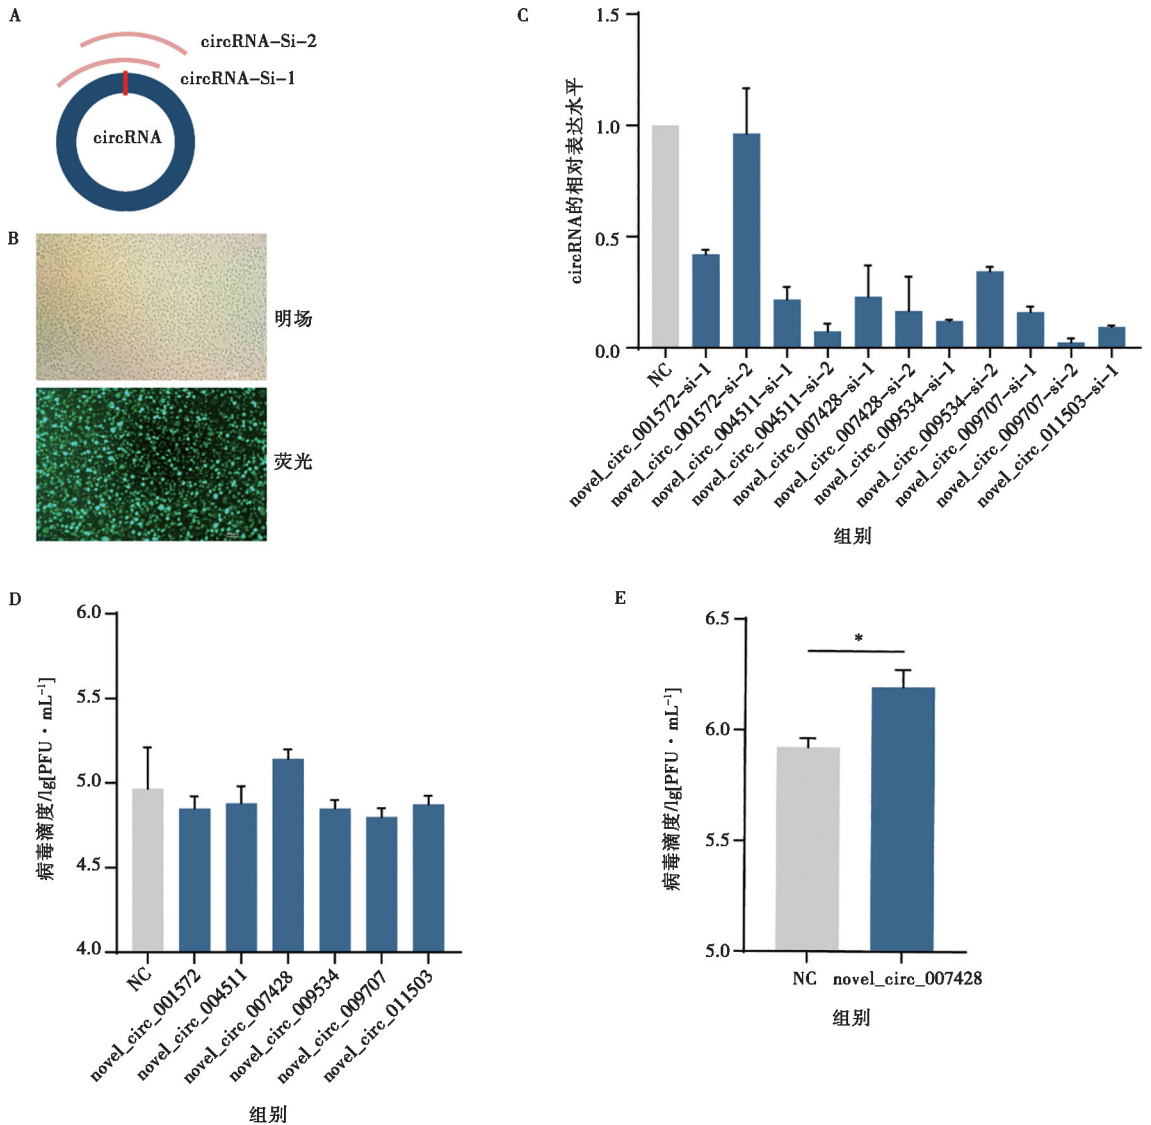 A
circRNA-Si-2
circRNA-Si-1
circRNA
B
明场
荧光
C
circRNA的相对表达水平
1.5
1.0
0.5
0.0
NC
novel_circ_001572-si-1
novel_circ_001572-si-2
novel_circ_004511-si-1
novel_circ_004511-si-2
novel_circ_007428-si-1
novel_circ_007428-si-2
novel_circ_009534-si-1
novel_circ_009534-si-2
novel_circ_009707-si-1
novel_circ_009707-si-2
novel_circ_011503-si-1
组别
D
病毒滴度/lg[PFU·mL⁻¹]
6.0
5.5
5.0
4.5
4.0
NC
novel_circ_001572
novel_circ_004511
novel_circ_007428
novel_circ_009534
novel_circ_009707
novel_circ_011503
组别
E
病毒滴度/lg[PFU·mL⁻¹]
6.5
6.0
5.5
5.0
*
NC
novel_circ_007428
组别